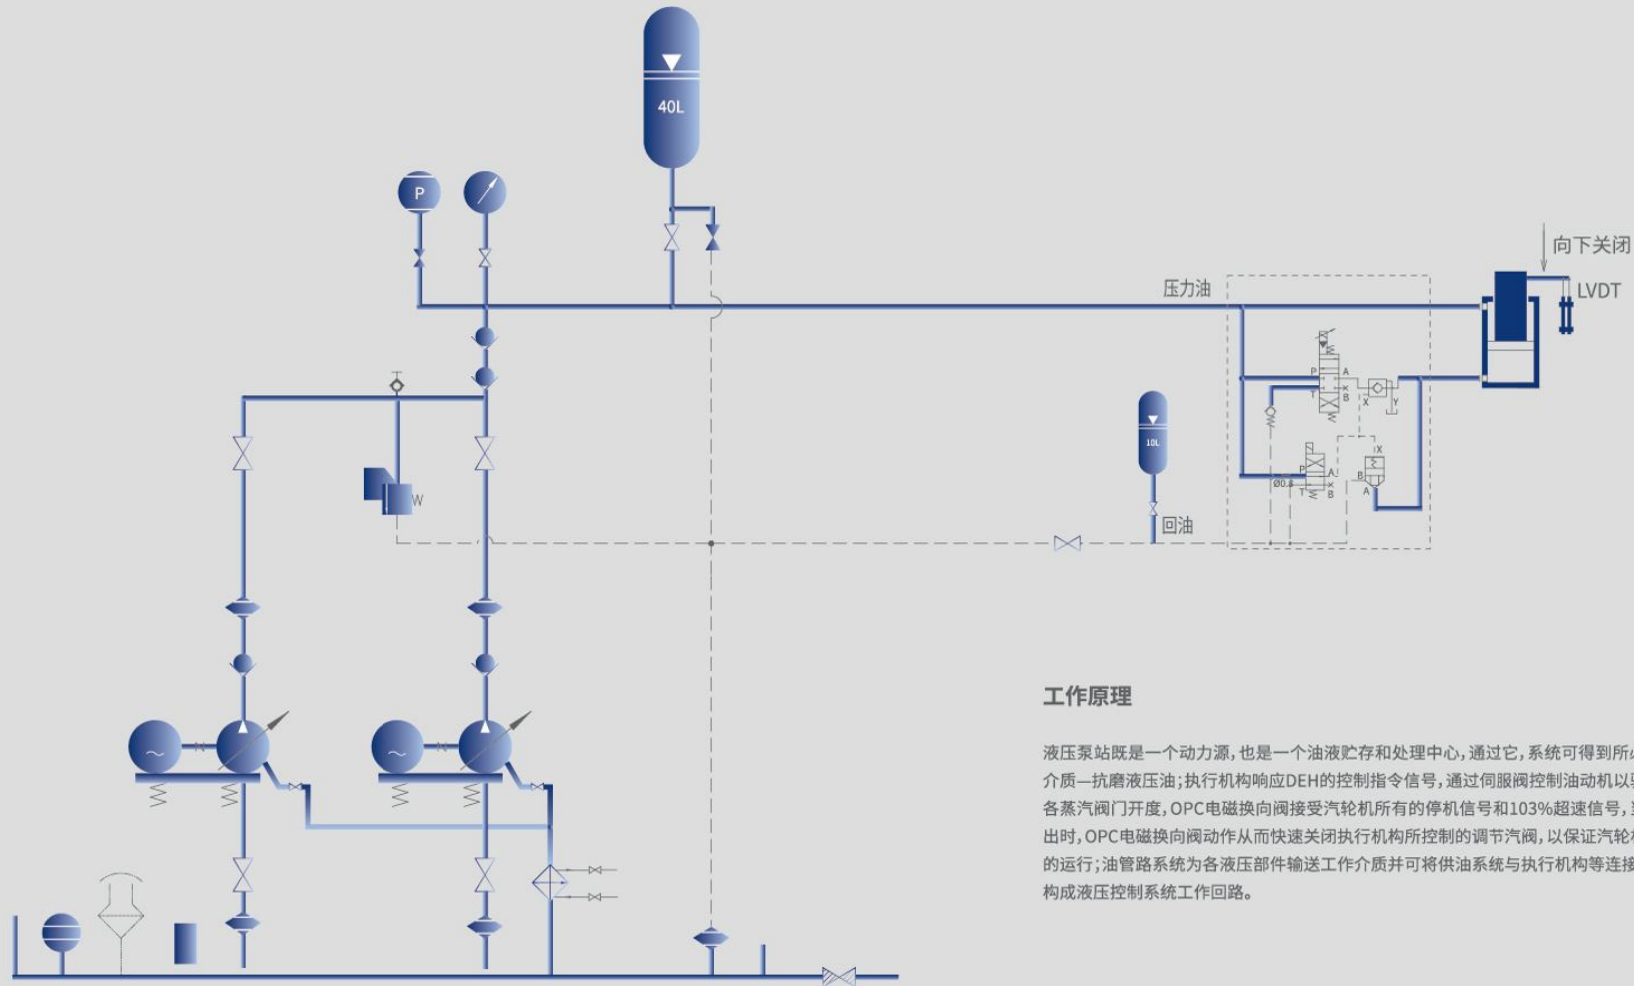 40L
P
向下关闭
压力油
LVDT
P
A
T
B
X
Y
10L
W
X
P
A
B
Ø0.8
T
B
A
回油
工作原理
液压泵站既是一个动力源,也是一个油液贮存和处理中心,通过它,系统可得到所
介质—抗磨液压油;执行机构响应DEH的控制指令信号,通过伺服阀控制油动机以
各蒸汽阀门开度,OPC电磁换向阀接受汽轮机所有的停机信号和103%超速信号,
出时,OPC电磁换向阀动作从而快速关闭执行机构所控制的调节汽阀,以保证汽轮
的运行;油管路系统为各液压部件输送工作介质并可将供油系统与执行机构等连接
构成液压控制系统工作回路。